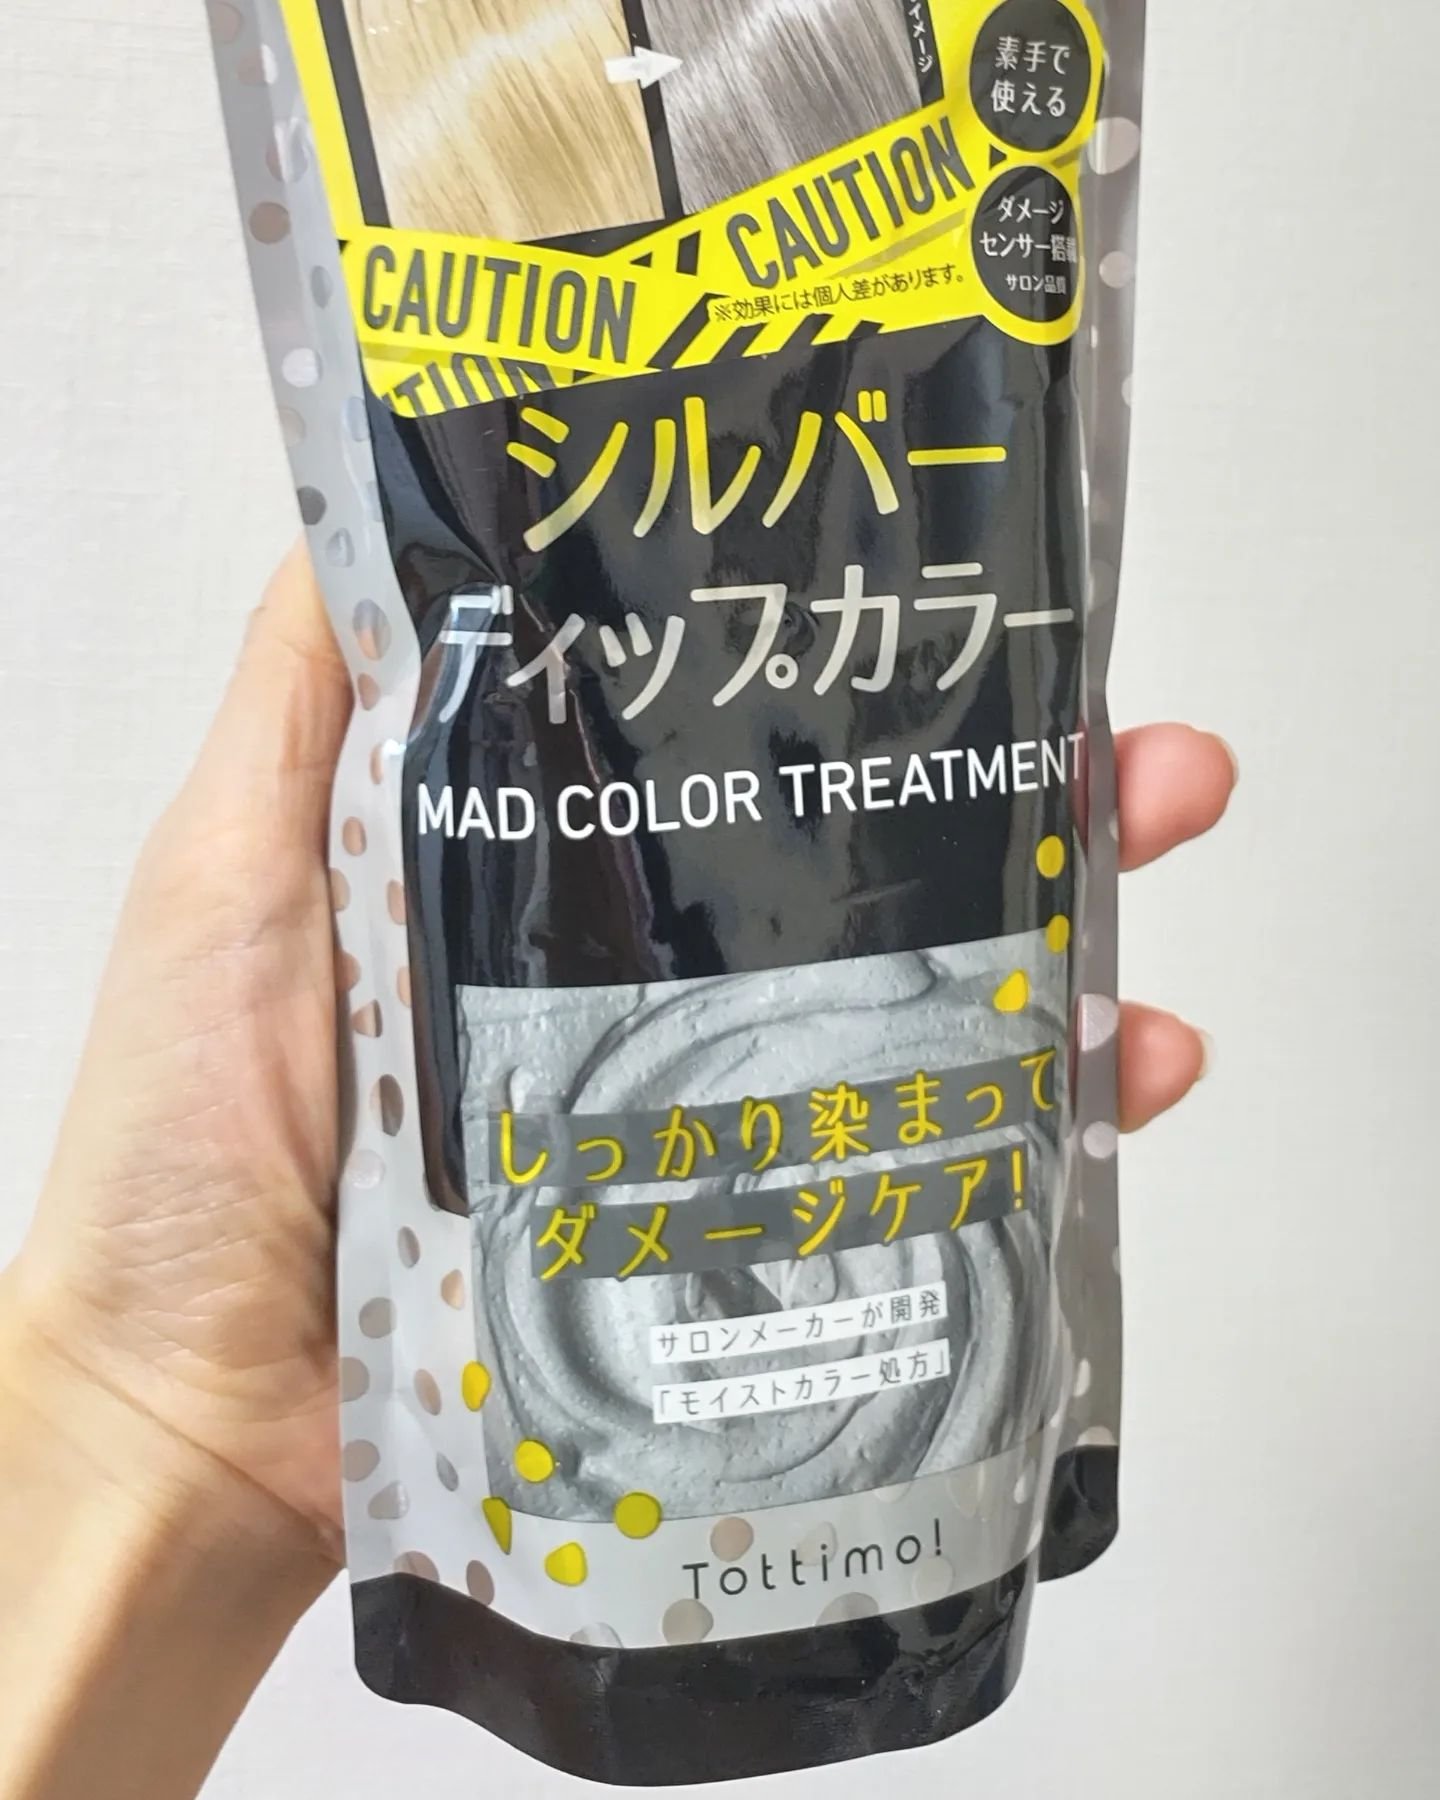 イメージ
素手で
使える
ダメージ
センサー搭載
サロン品質
CAUTION
CAUTION
※効果には個人差があります。
シルバー
ディップカラー
MAD COLOR TREATMENT
しっかり染まって
ダメージケア!
サロンメーカーが開発
「モイストカラー処方」
Tottimo!